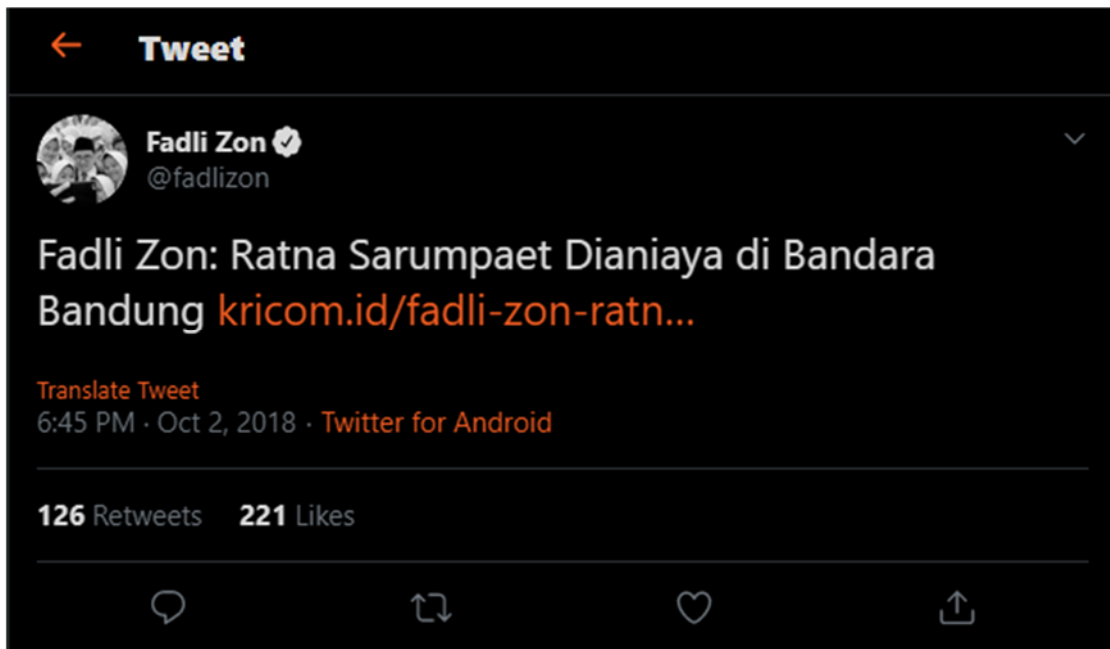 Tweet
Fadli Zon
@fadlizon
Fadli Zon: Ratna Sarumpaet Dianiaya di Bandara
Bandung kricom.id/fadli-zon-ratn...
Translate Tweet
6:45 PM · Oct 2, 2018 · Twitter for Android
126 Retweets 221 Likes